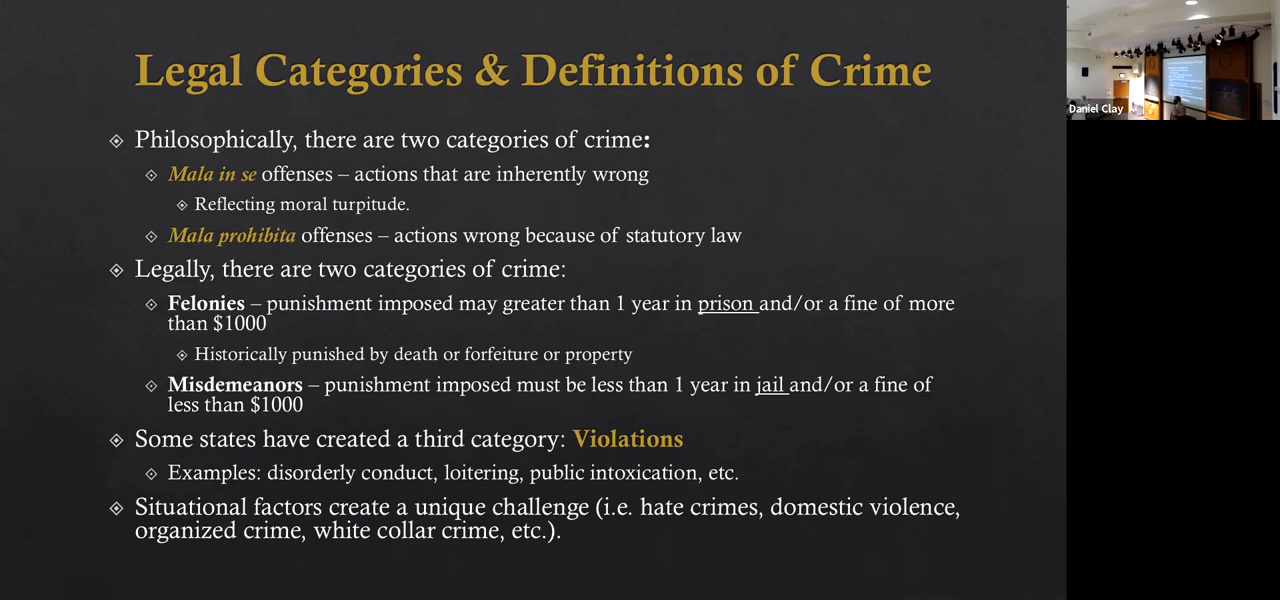 Legal Categories & Definitions of Crime
Philosophically, there are two categories of crime:
Mala in se offenses – actions that are inherently wrong
Reflecting moral turpitude.
Mala prohibita offenses – actions wrong because of statutory law
Legally, there are two categories of crime:
Felonies – punishment imposed may greater than 1 year in prison and/or a fine of more
than $1000
Historically punished by death or forfeiture or property
Misdemeanors – punishment imposed must be less than 1 year in jail and/or a fine of
less than $1000
Some states have created a third category: Violations
Examples: disorderly conduct, loitering, public intoxication, etc.
Situational factors create a unique challenge (i.e. hate crimes, domestic violence,
organized crime, white collar crime, etc.).
Daniel Clay